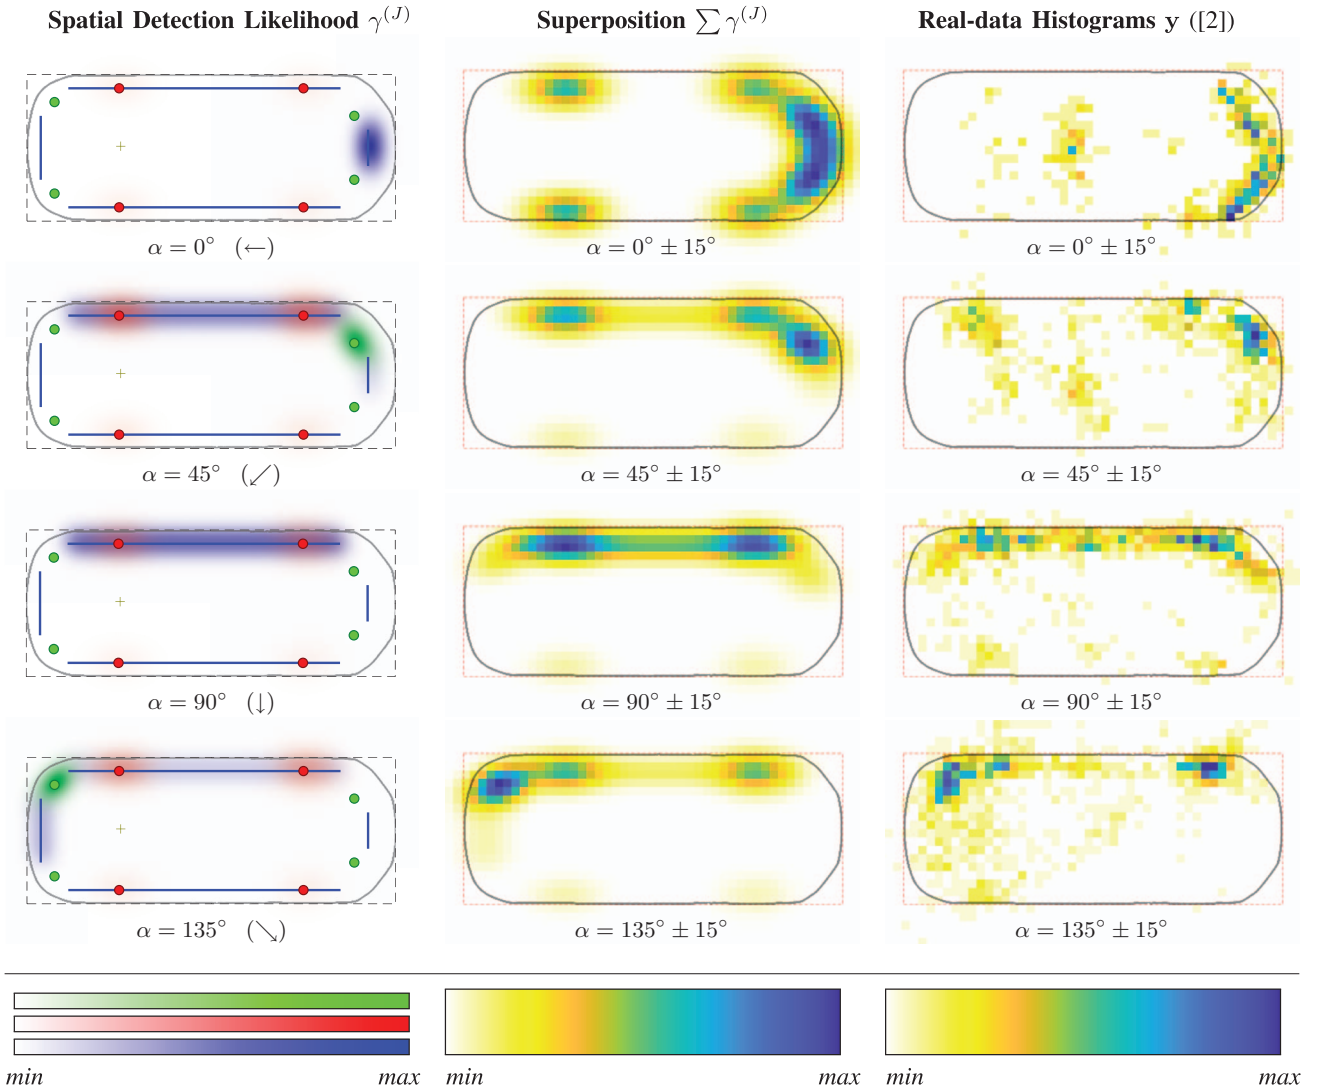 Spatial Detection Likelihood γ^(J)
Superposition ∑ γ^(J)
Real-data Histograms y ([2])
α = 0° (←)
α = 0° ± 15°
α = 0° ± 15°
α = 45° (↙)
α = 45° ± 15°
α = 45° ± 15°
α = 90° (↓)
α = 90° ± 15°
α = 90° ± 15°
α = 135° (↘)
α = 135° ± 15°
α = 135° ± 15°
min max
min max
min max